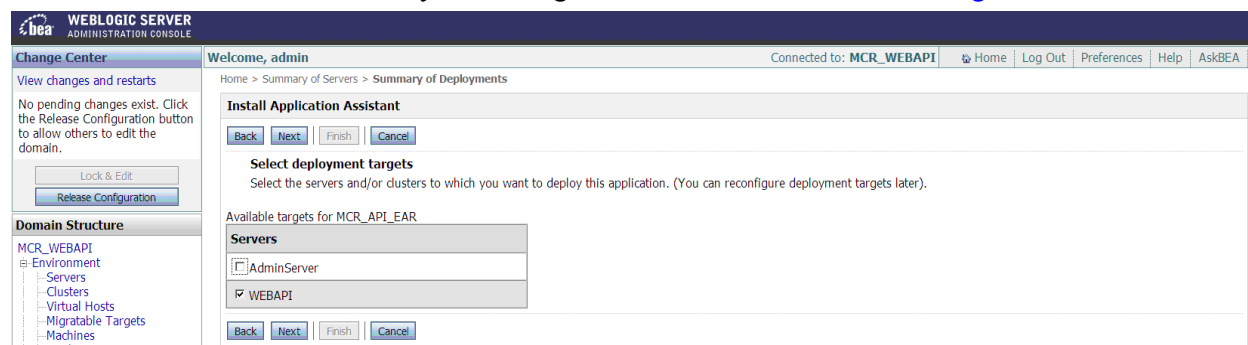 bea WEBLOGIC SERVER
ADMINISTRATION CONSOLE
Change Center
View changes and restarts
No pending changes exist. Click
the Release Configuration button
to allow others to edit the
domain.
Lock & Edit
Release Configuration
Domain Structure
MCR_WEBAPI
Environment
Servers
Clusters
Virtual Hosts
Migratable Targets
Machines
Welcome, admin
Connected to: MCR_WEBAPI
Home Log Out Preferences Help AskBEA
Home > Summary of Servers > Summary of Deployments
Install Application Assistant
Back Next Finish Cancel
Select deployment targets
Select the servers and/or clusters to which you want to deploy this application. (You can reconfigure deployment targets later).
Available targets for MCR_API_EAR
Servers
AdminServer
WEBAPI
Back Next Finish Cancel